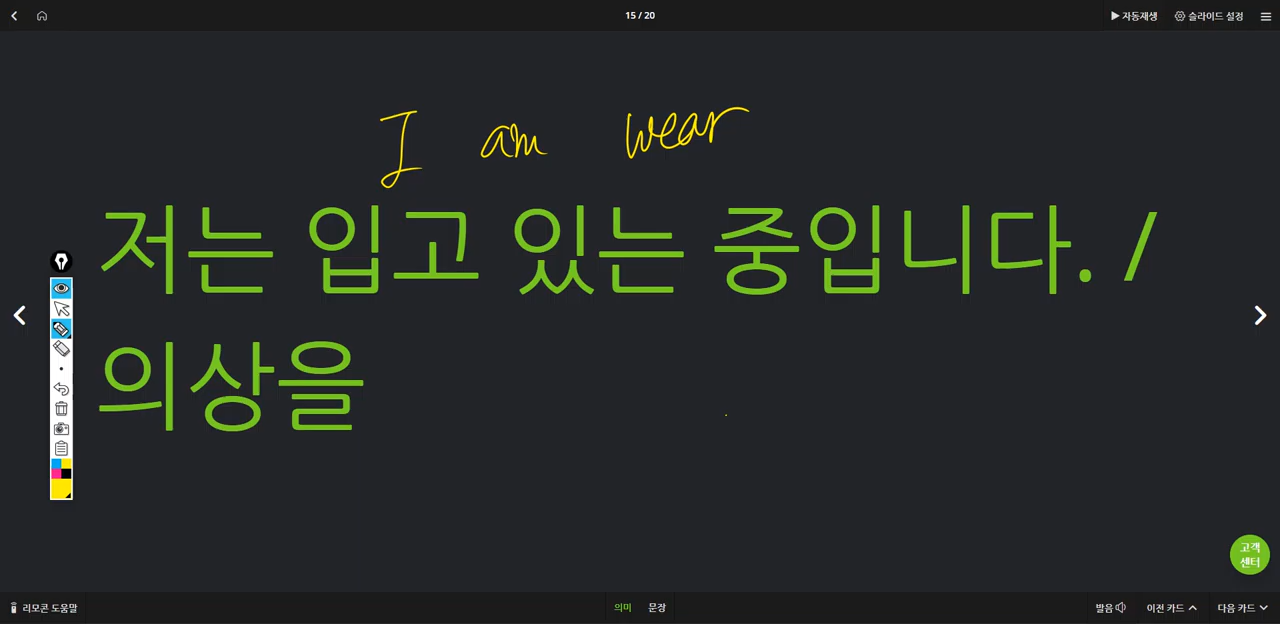 15 / 20
자동재생
슬라이드 설정
I am wear
저는 입고 있는 중입니다. /
의상을
고객
센터
리모콘 도움말
의미
문장
발음
이전 카드
다음 카드